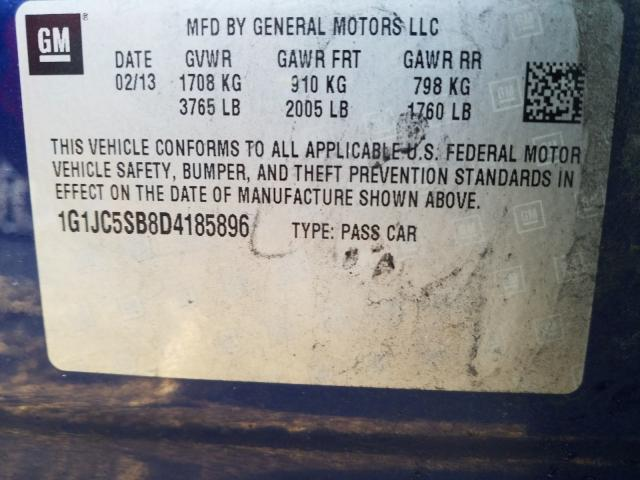 GM
MFD BY GENERAL MOTORS LLC
DATE GVWR GAWR FRT GAWR RR
02/13 1708 KG 910 KG 798 KG
3765 LB 2005 LB 1760 LB
THIS VEHICLE CONFORMS TO ALL APPLICABLE U.S. FEDERAL MOTOR
VEHICLE SAFETY, BUMPER, AND THEFT PREVENTION STANDARDS IN
EFFECT ON THE DATE OF MANUFACTURE SHOWN ABOVE.
1G1JC5SB8D4185896 TYPE: PASS CAR